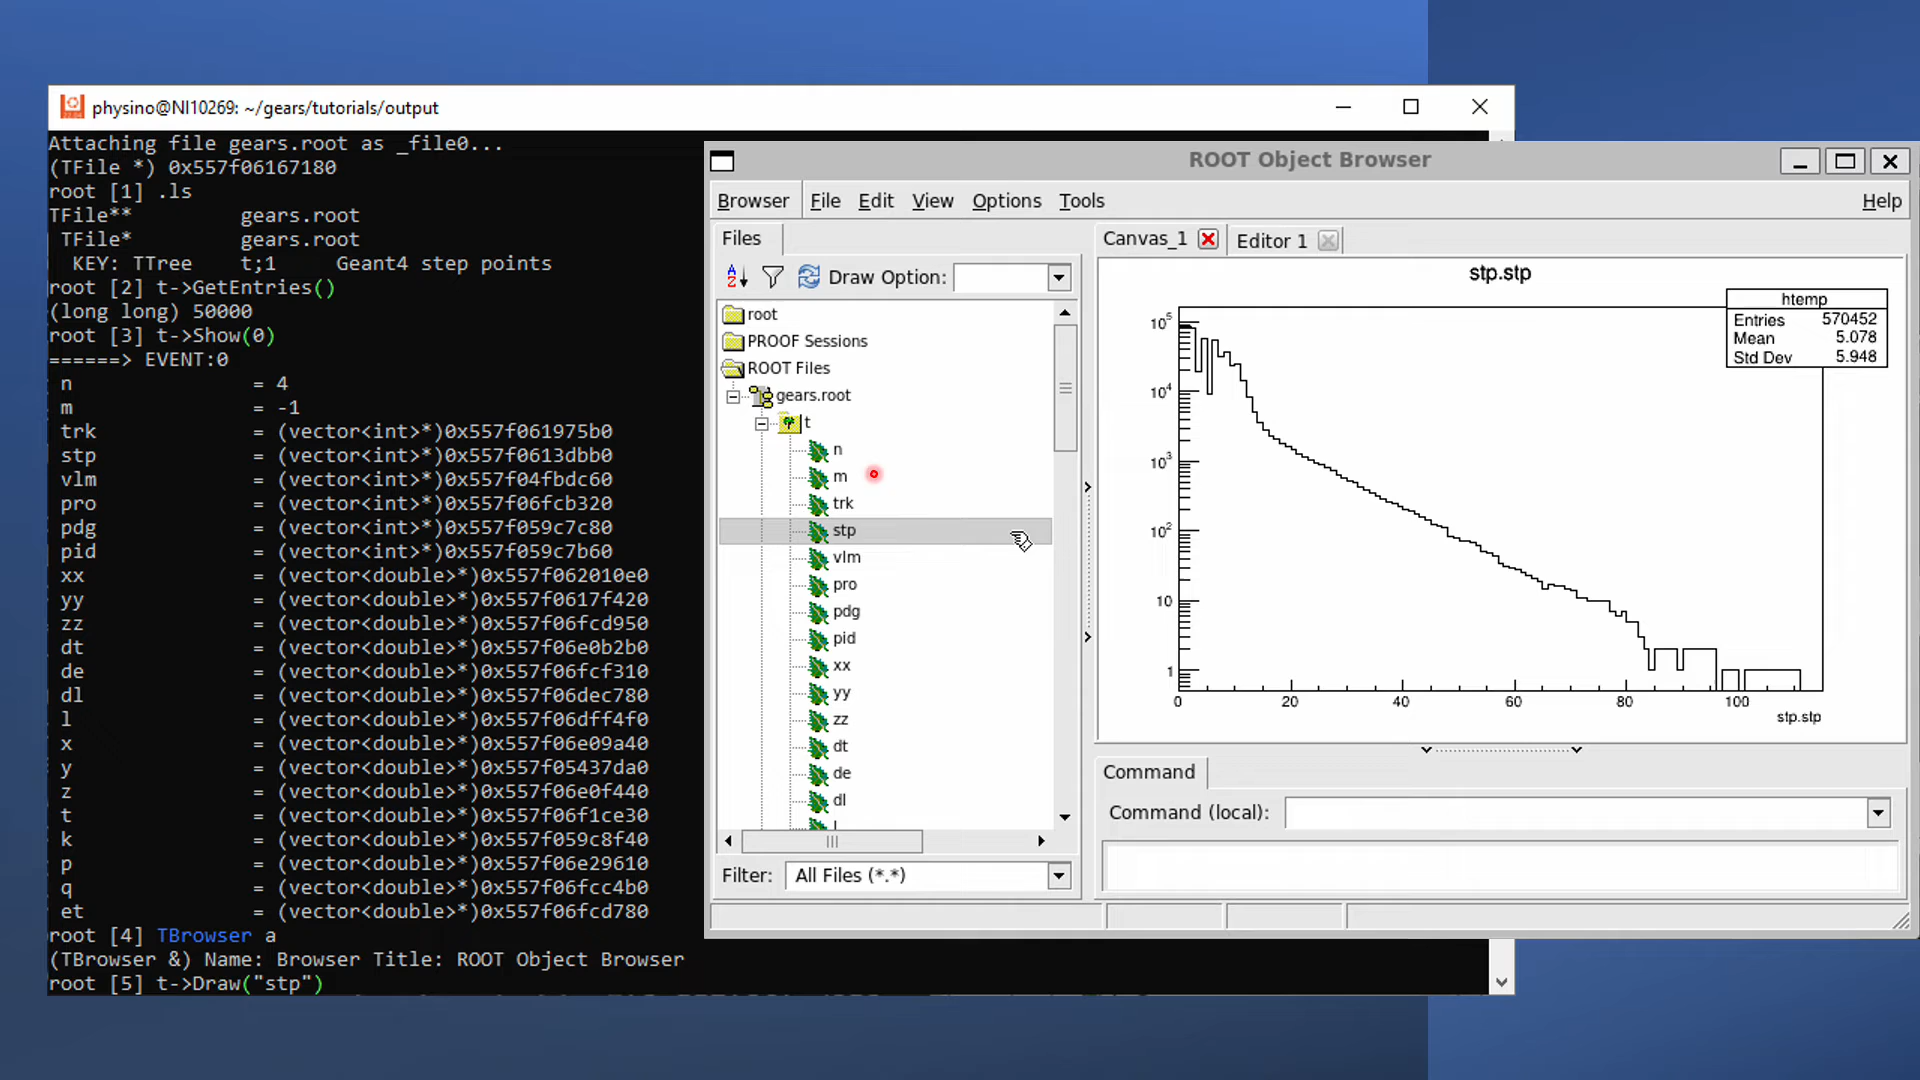 physino@NI10269: ~/gears/tutorials/output
Attaching file gears.root as _file0...
(TFile *) 0x557f06167180
root [1] .ls
TFile** gears.root
TFile* gears.root
KEY: TTree t;1 Geant4 step points
root [2] t->GetEntries()
(long long) 50000
root [3] t->Show(0)
======> EVENT:0
n = 4
m = -1
trk = (vector<int>*)0x557f061975b0
stp = (vector<int>*)0x557f0613dbb0
vlm = (vector<int>*)0x557f04fbdc60
pro = (vector<int>*)0x557f06fcb320
pdg = (vector<int>*)0x557f059c7c80
pid = (vector<int>*)0x557f059c7b60
xx = (vector<double>*)0x557f062010e0
yy = (vector<double>*)0x557f0617f420
zz = (vector<double>*)0x557f06fcd950
dt = (vector<double>*)0x557f06e0b2b0
de = (vector<double>*)0x557f06fcf310
dl = (vector<double>*)0x557f06dec780
l = (vector<double>*)0x557f06dff4f0
x = (vector<double>*)0x557f06e09a40
y = (vector<double>*)0x557f05437da0
z = (vector<double>*)0x557f06e0f440
t = (vector<double>*)0x557f06f1ce30
k = (vector<double>*)0x557f059c8f40
p = (vector<double>*)0x557f06e29610
q = (vector<double>*)0x557f06fcc4b0
et = (vector<double>*)0x557f06fcd780
root [4] TBrowser a
(TBrowser &) Name: Browser Title: ROOT Object Browser
root [5] t->Draw("stp")
ROOT Object Browser
Browser File Edit View Options Tools Help
Files
Draw Option:
root
PROOF Sessions
ROOT Files
gears.root
t
n
m
trk
stp
vlm
pro
pdg
pid
xx
yy
zz
dt
de
dl
l
Filter: All Files (*.*)
Canvas_1 Editor 1
stp.stp
htemp
Entries 570452
Mean 5.078
Std Dev 5.948
10^5
10^4
10^3
10^2
10
1
0 20 40 60 80 100
stp.stp
Command
Command (local):